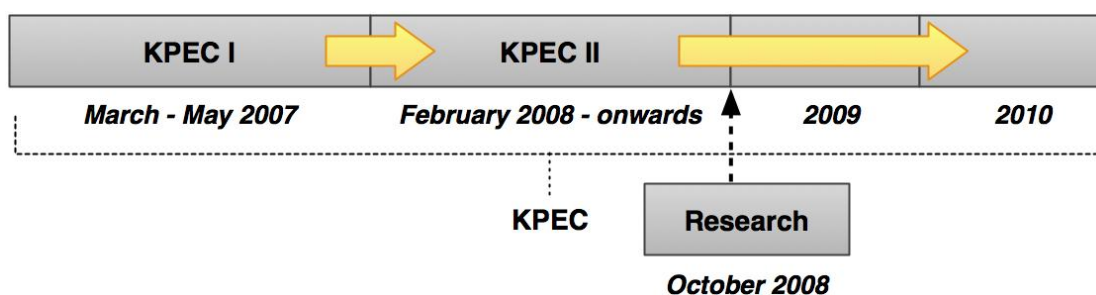 KPEC I KPEC II
March - May 2007 February 2008 - onwards 2009 2010
KPEC
Research
October 2008